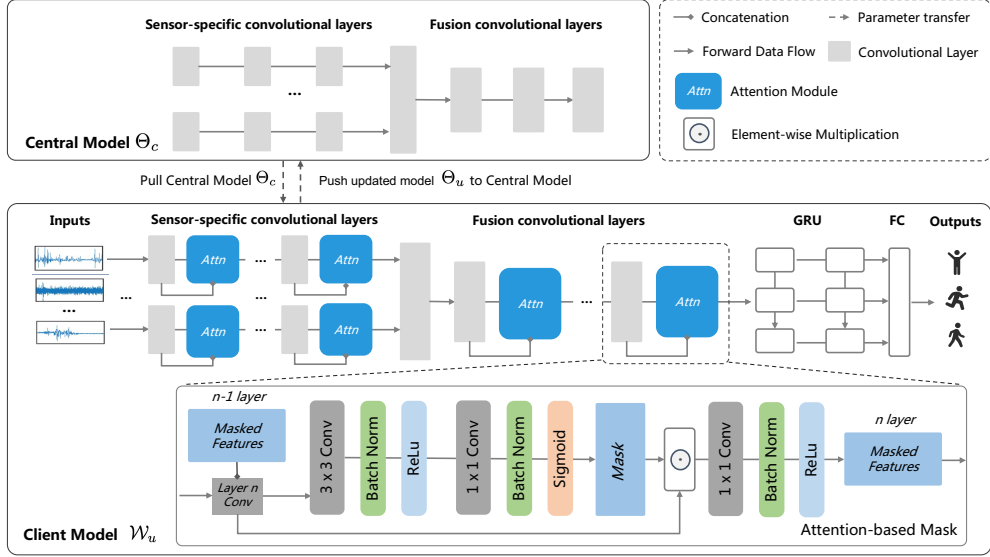 Sensor-specific convolutional layers
Fusion convolutional layers
...
Central Model Θc
Concatenation
Parameter transfer
Forward Data Flow
Convolutional Layer
Attn
Attention Module
Element-wise Multiplication
Pull Central Model Θc
Push updated model Θu to Central Model
Inputs
Sensor-specific convolutional layers
Fusion convolutional layers
GRU
FC
Outputs
Attn
...
Attn
...
...
Attn
...
Attn
Attn
...
Attn
n-1 layer
Masked
Features
Layer n
Conv
3 x 3 Conv
Batch Norm
ReLu
1 x 1 Conv
Batch Norm
Sigmoid
Mask
1 x 1 Conv
Batch Norm
ReLu
n layer
Masked
Features
Client Model Wu
Attention-based Mask